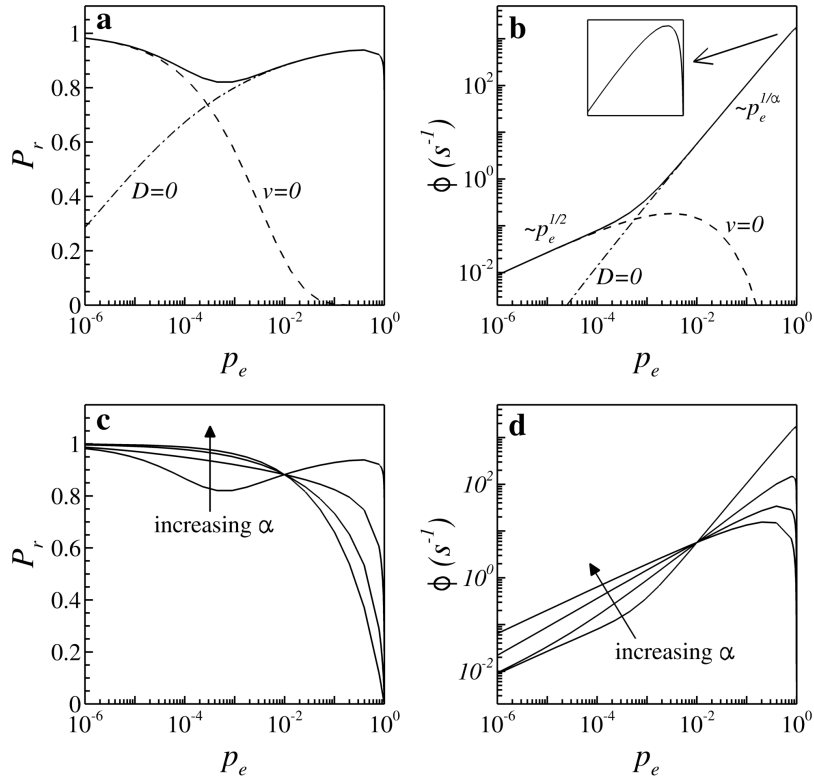 a
1
0.8
0.6
0.4
0.2
0
P_r
D=0
v=0
10^-6
10^-4
10^-2
10^0
p_e
b
10^2
10^0
10^-2
ϕ (s^-1)
~p_e^1/α
~p_e^1/2
v=0
D=0
10^-6
10^-4
10^-2
10^0
p_e
c
1
0.8
0.6
0.4
0.2
0
P_r
increasing α
10^-6
10^-4
10^-2
10^0
p_e
d
10^2
10^0
10^-2
ϕ (s^-1)
increasing α
10^-6
10^-4
10^-2
10^0
p_e